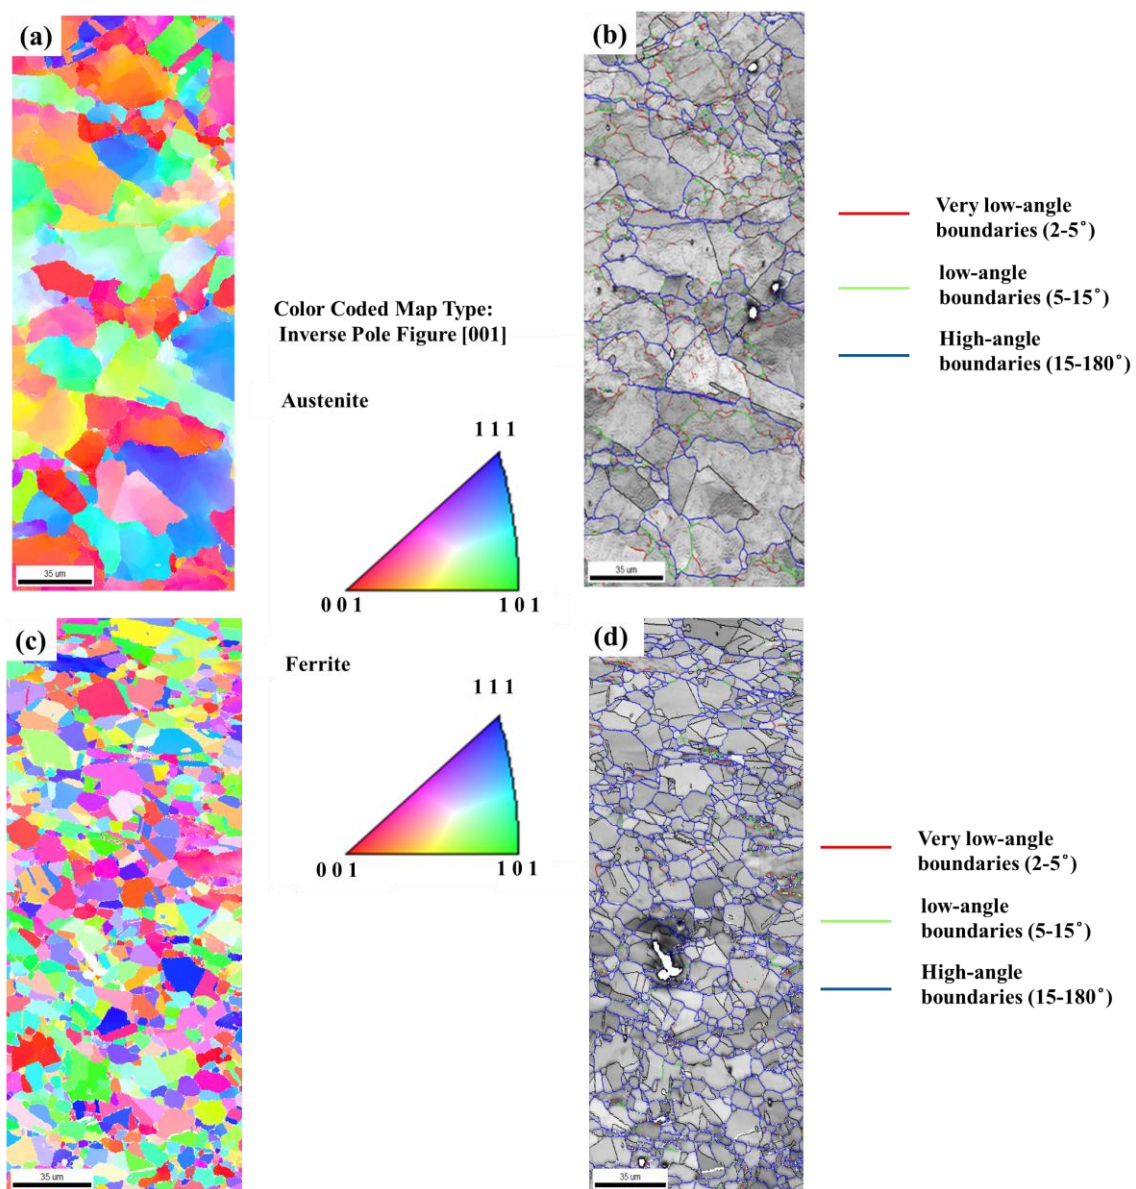 (a)
35 um
(b)
35 um
Very low-angle
boundaries (2-5˚)
low-angle
boundaries (5-15˚)
High-angle
boundaries (15-180˚)
Color Coded Map Type:
Inverse Pole Figure [001]
Austenite
1 1 1
0 0 1
1 0 1
Ferrite
1 1 1
0 0 1
1 0 1
(c)
35 um
(d)
35 um
Very low-angle
boundaries (2-5˚)
low-angle
boundaries (5-15˚)
High-angle
boundaries (15-180˚)